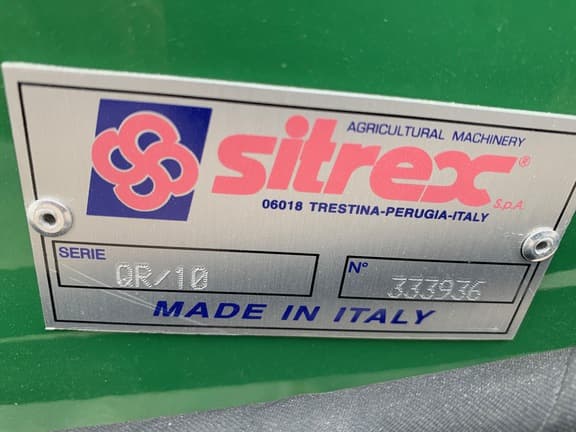 AGRICULTURAL MACHINERY
sitrex® S.p.A.
06018 TRESTINA-PERUGIA-ITALY
SERIE QR/10 N° 333936
MADE IN ITALY